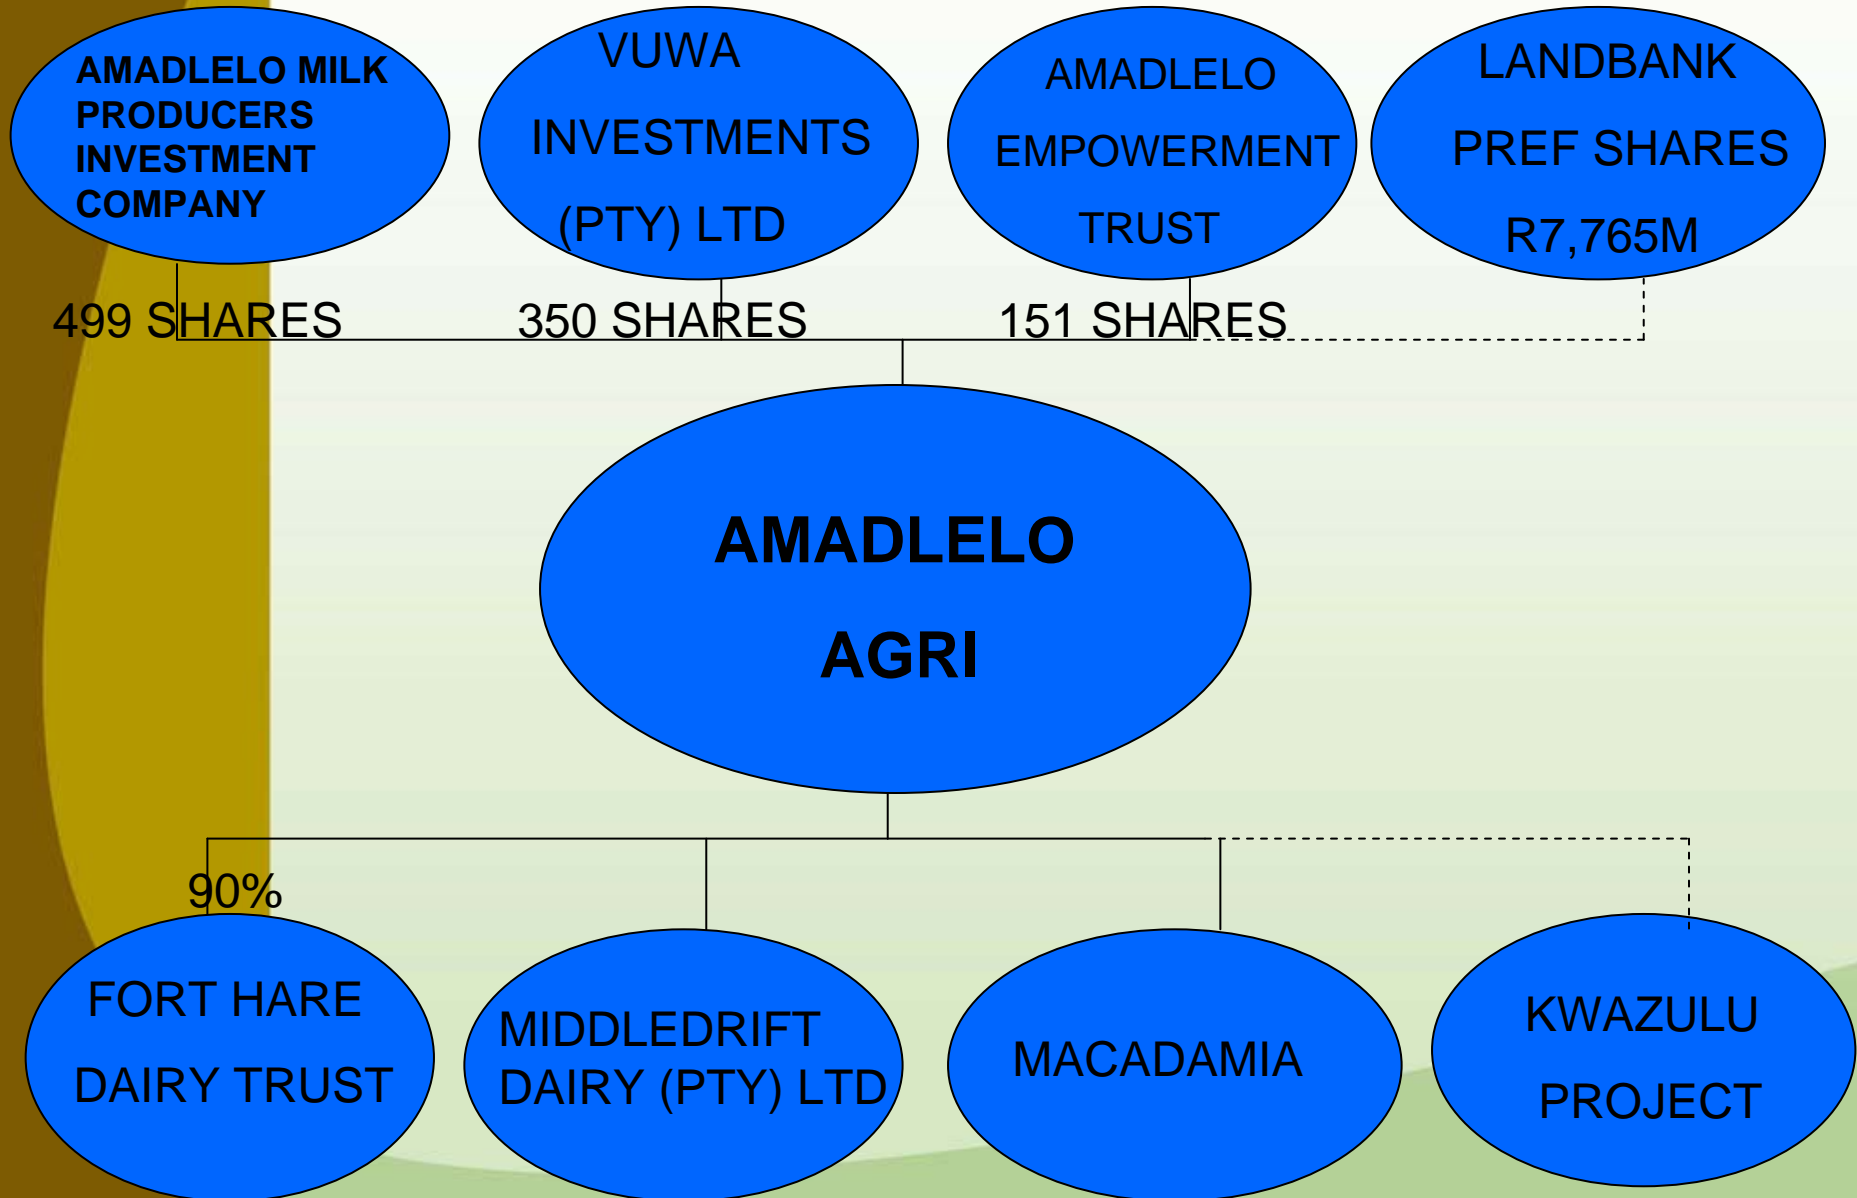 AMADLELO MILK
PRODUCERS
INVESTMENT
COMPANY
VUWA
INVESTMENTS
(PTY) LTD
AMADLELO
EMPOWERMENT
TRUST
LANDBANK
PREF SHARES
R7,765M
499 SHARES
350 SHARES
151 SHARES
AMADLELO
AGRI
90%
FORT HARE
DAIRY TRUST
MIDDLEDRIFT
DAIRY (PTY) LTD
MACADAMIA
KWAZULU
PROJECT